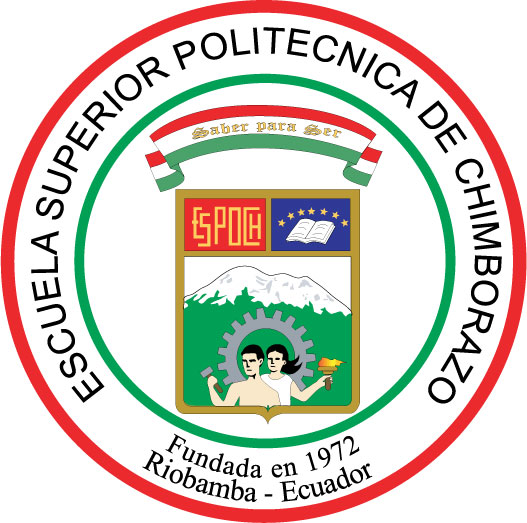 ESCUELA SUPERIOR POLITECNICA DE CHIMBORAZO
Saber para Ser
ESPOCH
Fundada en 1972
Riobamba - Ecuador